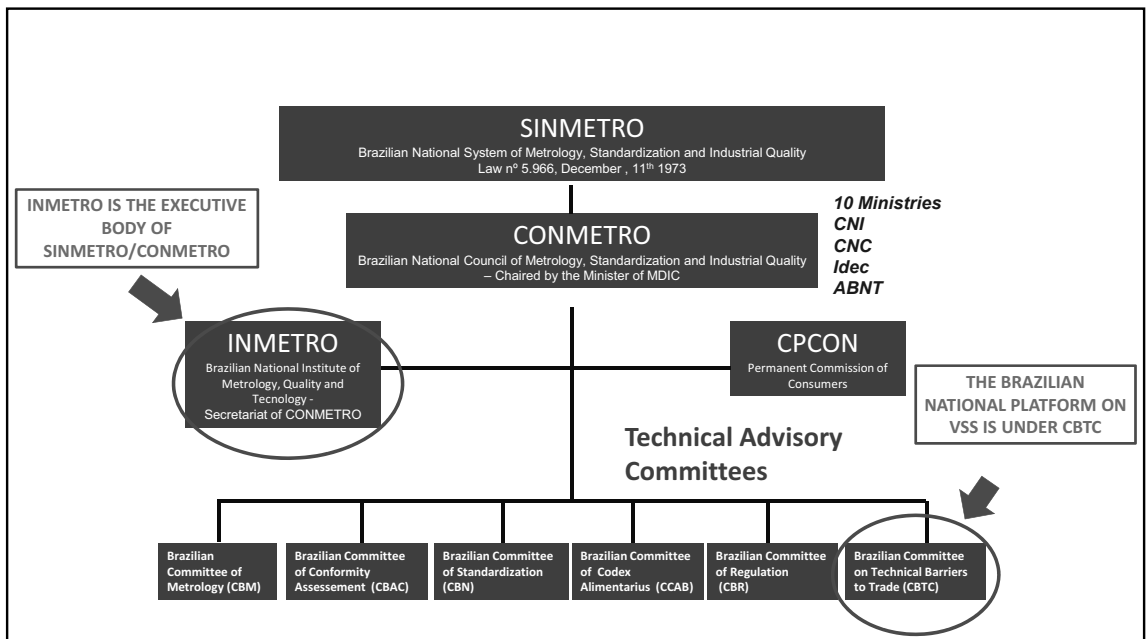 SINMETRO
Brazilian National System of Metrology, Standardization and Industrial Quality
Law nº 5.966, December , 11th 1973
INMETRO IS THE EXECUTIVE
BODY OF
SINMETRO/CONMETRO
CONMETRO
Brazilian National Council of Metrology, Standardization and Industrial Quality
– Chaired by the Minister of MDIC
10 Ministries
CNI
CNC
Idec
ABNT
INMETRO
Brazilian National Institute of
Metrology, Quality and
Tecnology -
Secretariat of CONMETRO
CPCON
Permanent Commission of
Consumers
THE BRAZILIAN
NATIONAL PLATFORM ON
VSS IS UNDER CBTC
Technical Advisory
Committees
Brazilian
Committee of
Metrology (CBM)
Brazilian Committee
of Conformity
Assessement (CBAC)
Brazilian Committee
of Standardization
(CBN)
Brazilian Committee
of Codex
Alimentarius (CCAB)
Brazilian Committee
of Regulation
(CBR)
Brazilian Committee
on Technical Barriers
to Trade (CBTC)